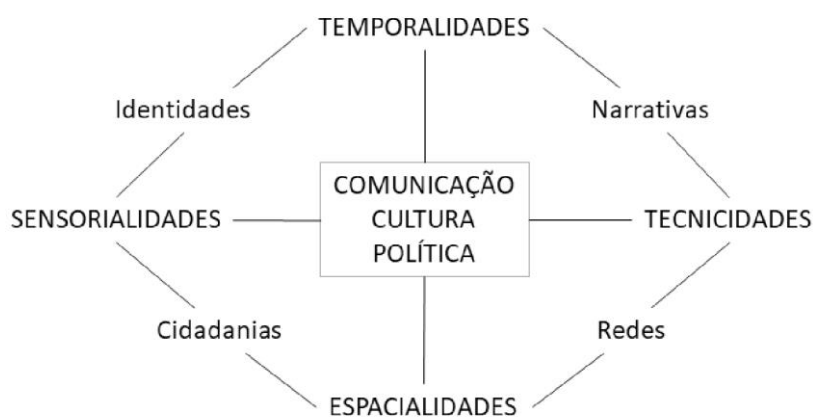 TEMPORALIDADES
Identidades
Narrativas
COMUNICAÇÃO
CULTURA
POLÍTICA
SENSORIALIDADES
TECNICIDADES
Cidadanias
Redes
ESPACIALIDADES